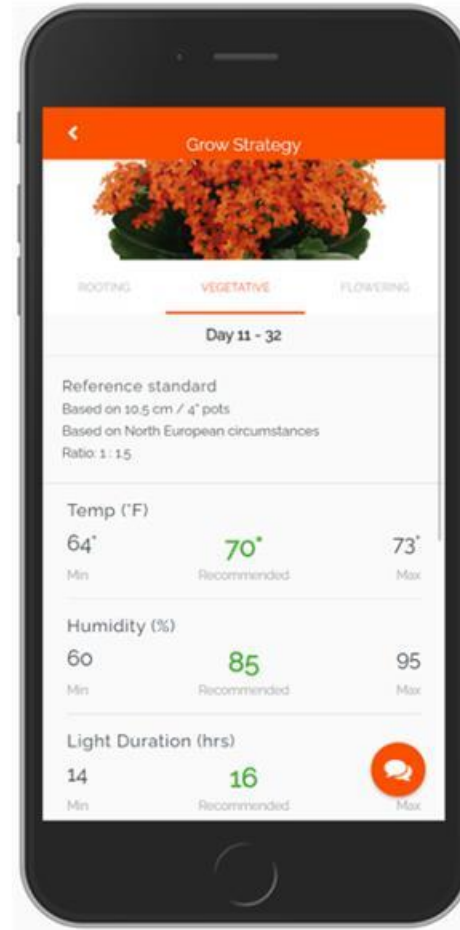 Grow Strategy
ROOTING VEGETATIVE FLOWERING
Day 11 - 32
Reference standard
Based on 10.5 cm / 4" pots
Based on North European circumstances
Ratio: 1 : 1.5
Temp (°F)
64° 70° 73°
Min Recommended Max
Humidity (%)
60 85 95
Min Recommended Max
Light Duration (hrs)
14 16
Min Recommended Max